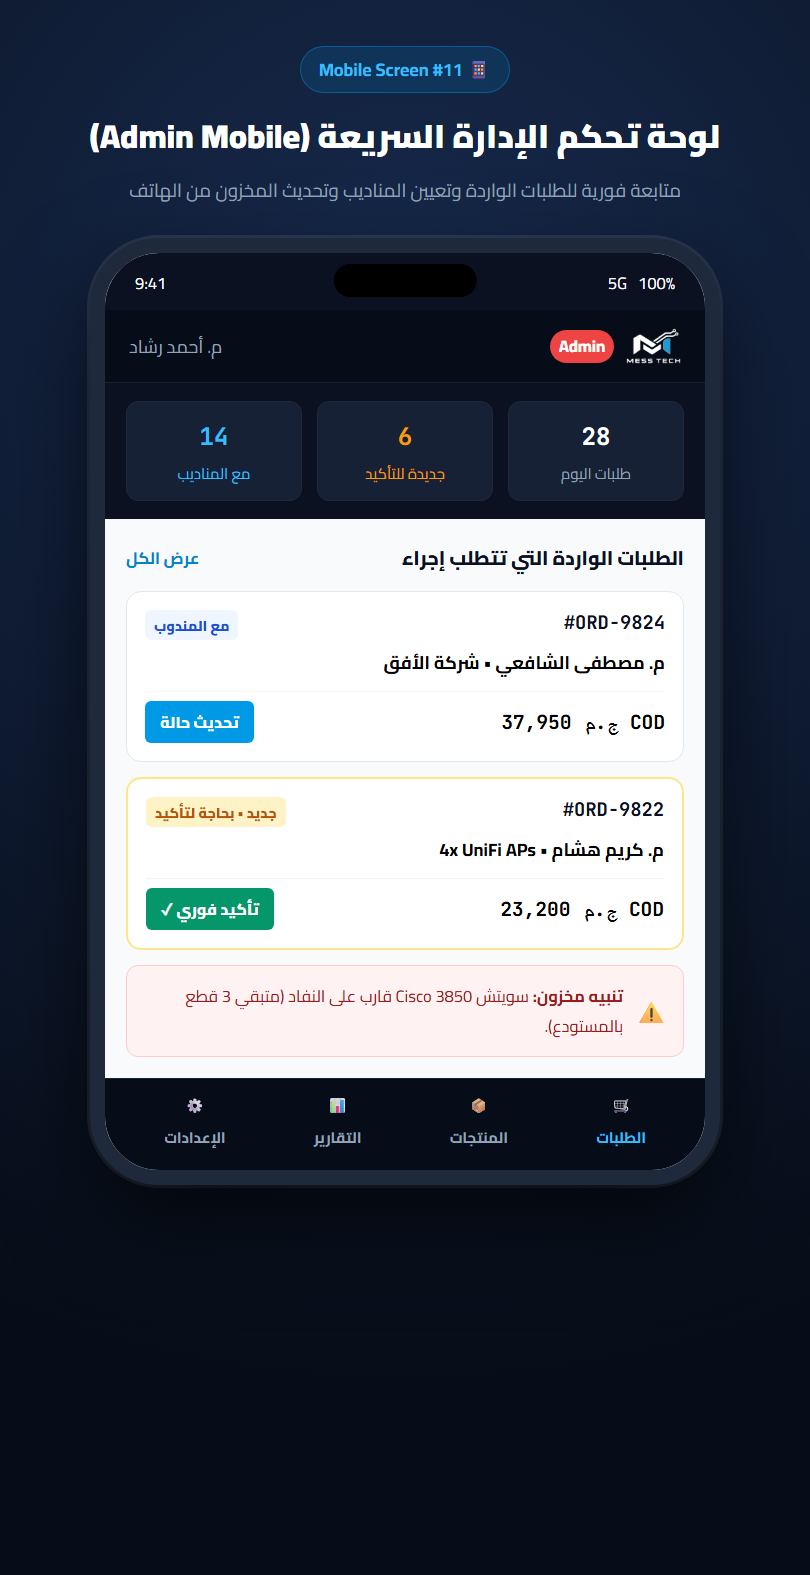 Mobile Screen #11
لوحة تحكم الإدارة السريعة (Admin Mobile)
متابعة فورية للطلبات الواردة وتعيين المناديب وتحديث المخزون من الهاتف
9:41
5G 100%
MESS TECH
Admin
م. أحمد رشاد
28
طلبات اليوم
6
جديدة للتأكيد
14
مع المناديب
الطلبات الواردة التي تتطلب إجراء
عرض الكل
#ORD-9824
مع المندوب
م. مصطفى الشافعي • شركة الأفق
37,950 ج.م COD
تحديث حالة
#ORD-9822
جديد • بحاجة لتأكيد
م. كريم هشام • 4x UniFi APs
23,200 ج.م COD
تأكيد فوري ✓
تنبيه مخزون: سويتش Cisco 3850 قارب على النفاد (متبقي 3 قطع
بالمستودع).
الطلبات
المنتجات
التقارير
الإعدادات